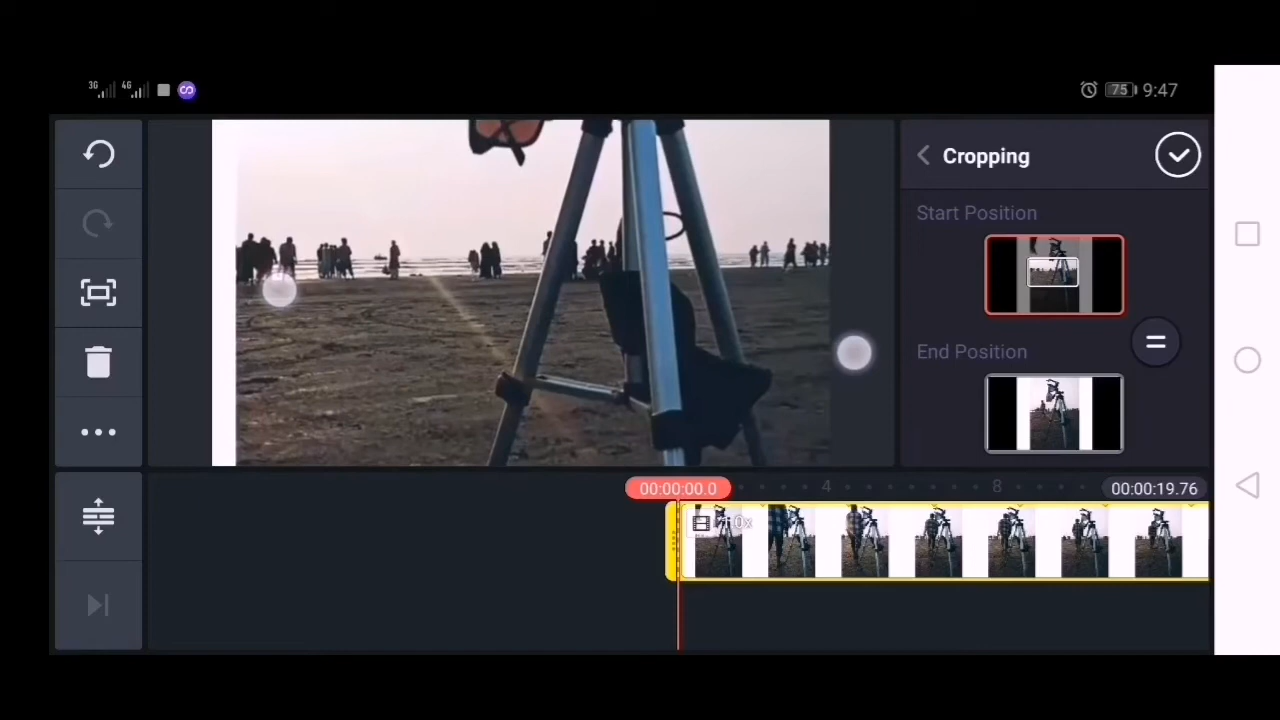 3G 4G 75 9:47
Cropping
Start Position
End Position
00:00:00.0 4 8 00:00:19.76